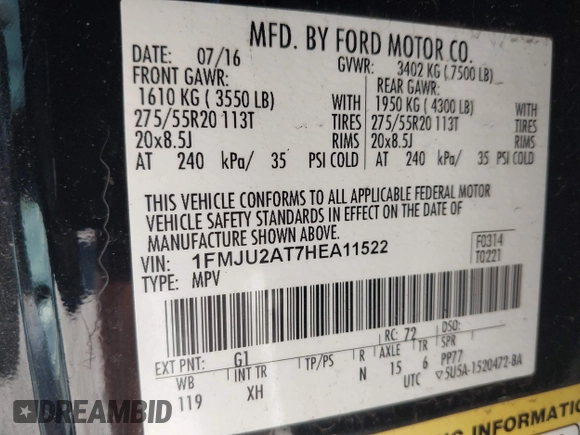 MFD. BY FORD MOTOR CO.
DATE: 07/16 GVWR: 3402 KG ( 7500 LB)
FRONT GAWR: REAR GAWR:
1610 KG ( 3550 LB) WITH 1950 KG ( 4300 LB) WITH
275/55R20 113T TIRES 275/55R20 113T TIRES
20x8.5J RIMS 20x8.5J RIMS
AT 240 kPa/ 35 PSI COLD AT 240 kPa/ 35 PSI COLD
THIS VEHICLE CONFORMS TO ALL APPLICABLE FEDERAL MOTOR
VEHICLE SAFETY STANDARDS IN EFFECT ON THE DATE OF
MANUFACTURE SHOWN ABOVE.
VIN: 1FMJU2AT7HEA11522 F0314
TYPE: MPV T0221
EXT PNT: G1 RC: 72 DSO:
WB INT TR TP/PS R AXLE TR SPR
119 XH N 15 6 PP77
UTC ▽5U5A-1520472-BA
NG INFORMATION
DREAMBID